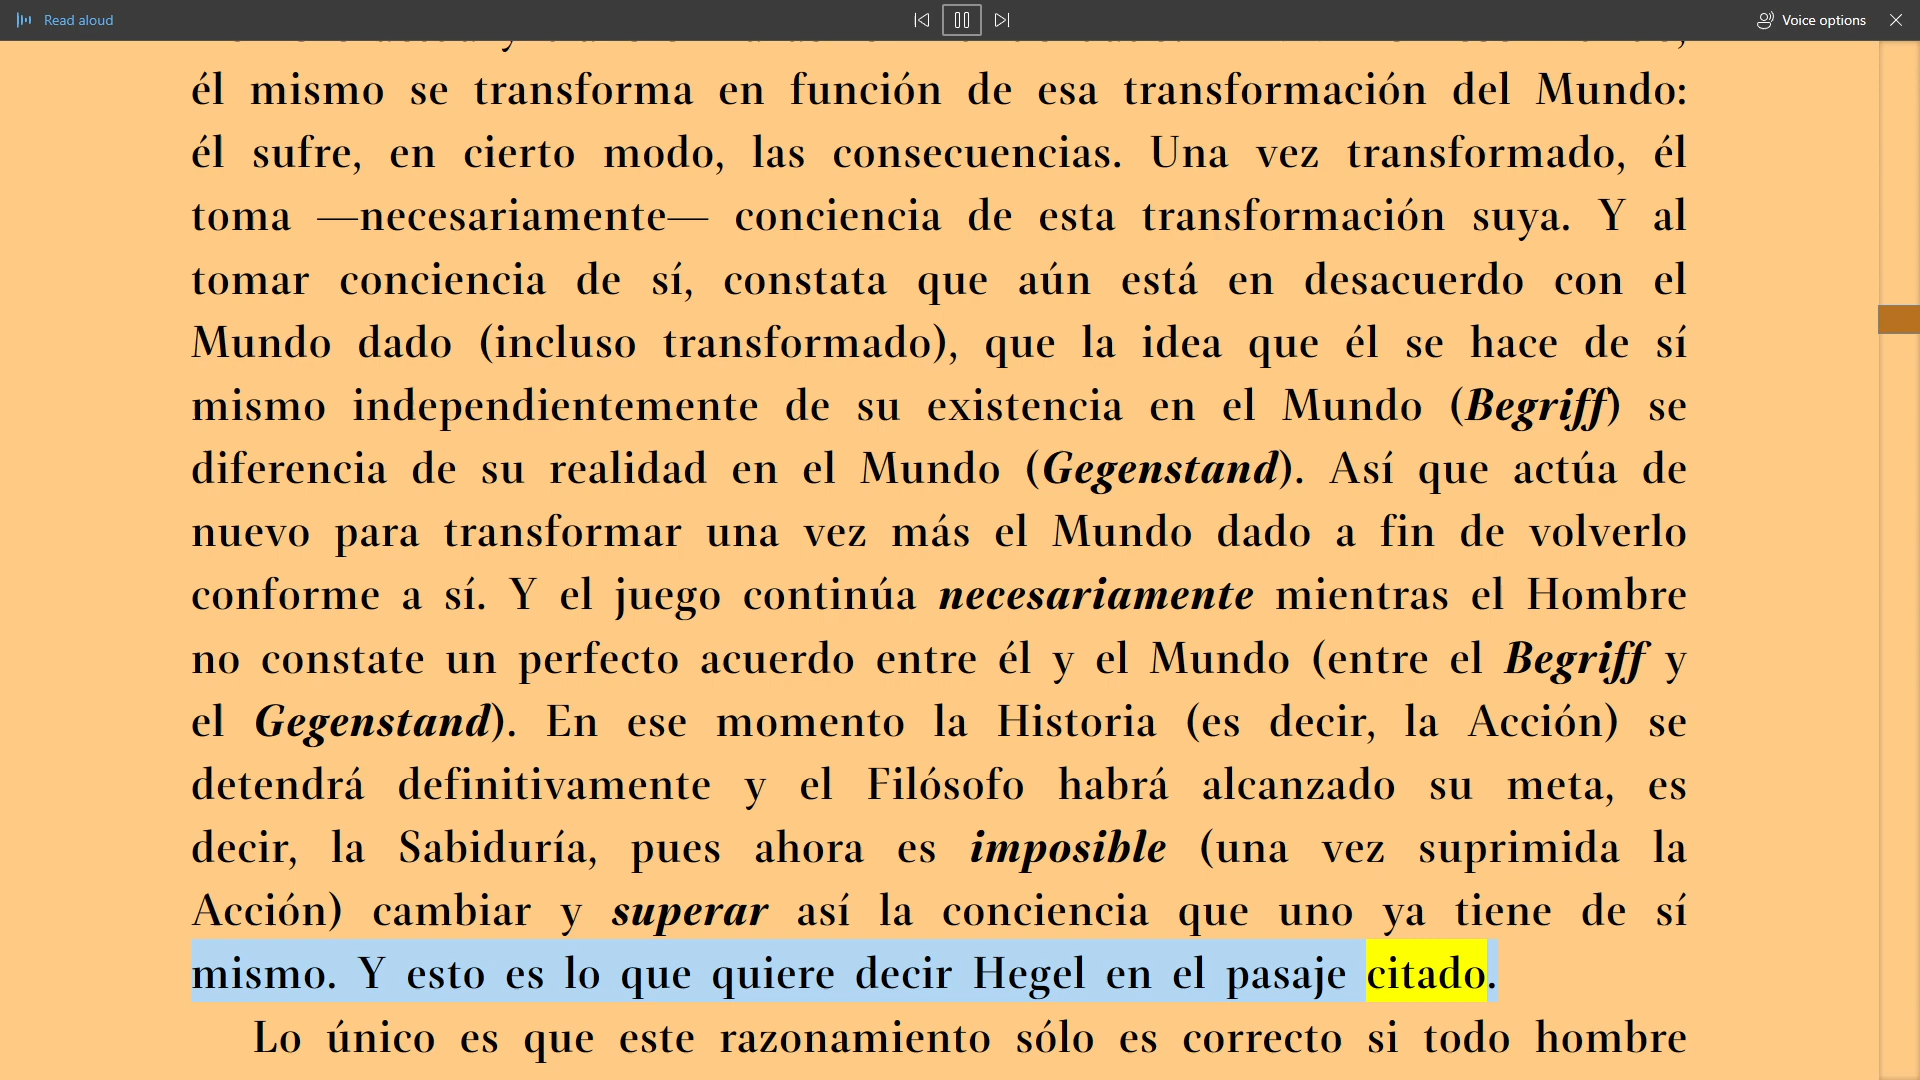 Read aloud
Voice options
él mismo se transforma en función de esa transformación del Mundo:
él sufre, en cierto modo, las consecuencias. Una vez transformado, él
toma —necesariamente— conciencia de esta transformación suya. Y al
tomar conciencia de sí, constata que aún está en desacuerdo con el
Mundo dado (incluso transformado), que la idea que él se hace de sí
mismo independientemente de su existencia en el Mundo (Begriff) se
diferencia de su realidad en el Mundo (Gegenstand). Así que actúa de
nuevo para transformar una vez más el Mundo dado a fin de volverlo
conforme a sí. Y el juego continúa necesariamente mientras el Hombre
no constate un perfecto acuerdo entre él y el Mundo (entre el Begriff y
el Gegenstand). En ese momento la Historia (es decir, la Acción) se
detendrá definitivamente y el Filósofo habrá alcanzado su meta, es
decir, la Sabiduría, pues ahora es imposible (una vez suprimida la
Acción) cambiar y superar así la conciencia que uno ya tiene de sí
mismo. Y esto es lo que quiere decir Hegel en el pasaje citado.
Lo único es que este razonamiento sólo es correcto si todo hombre